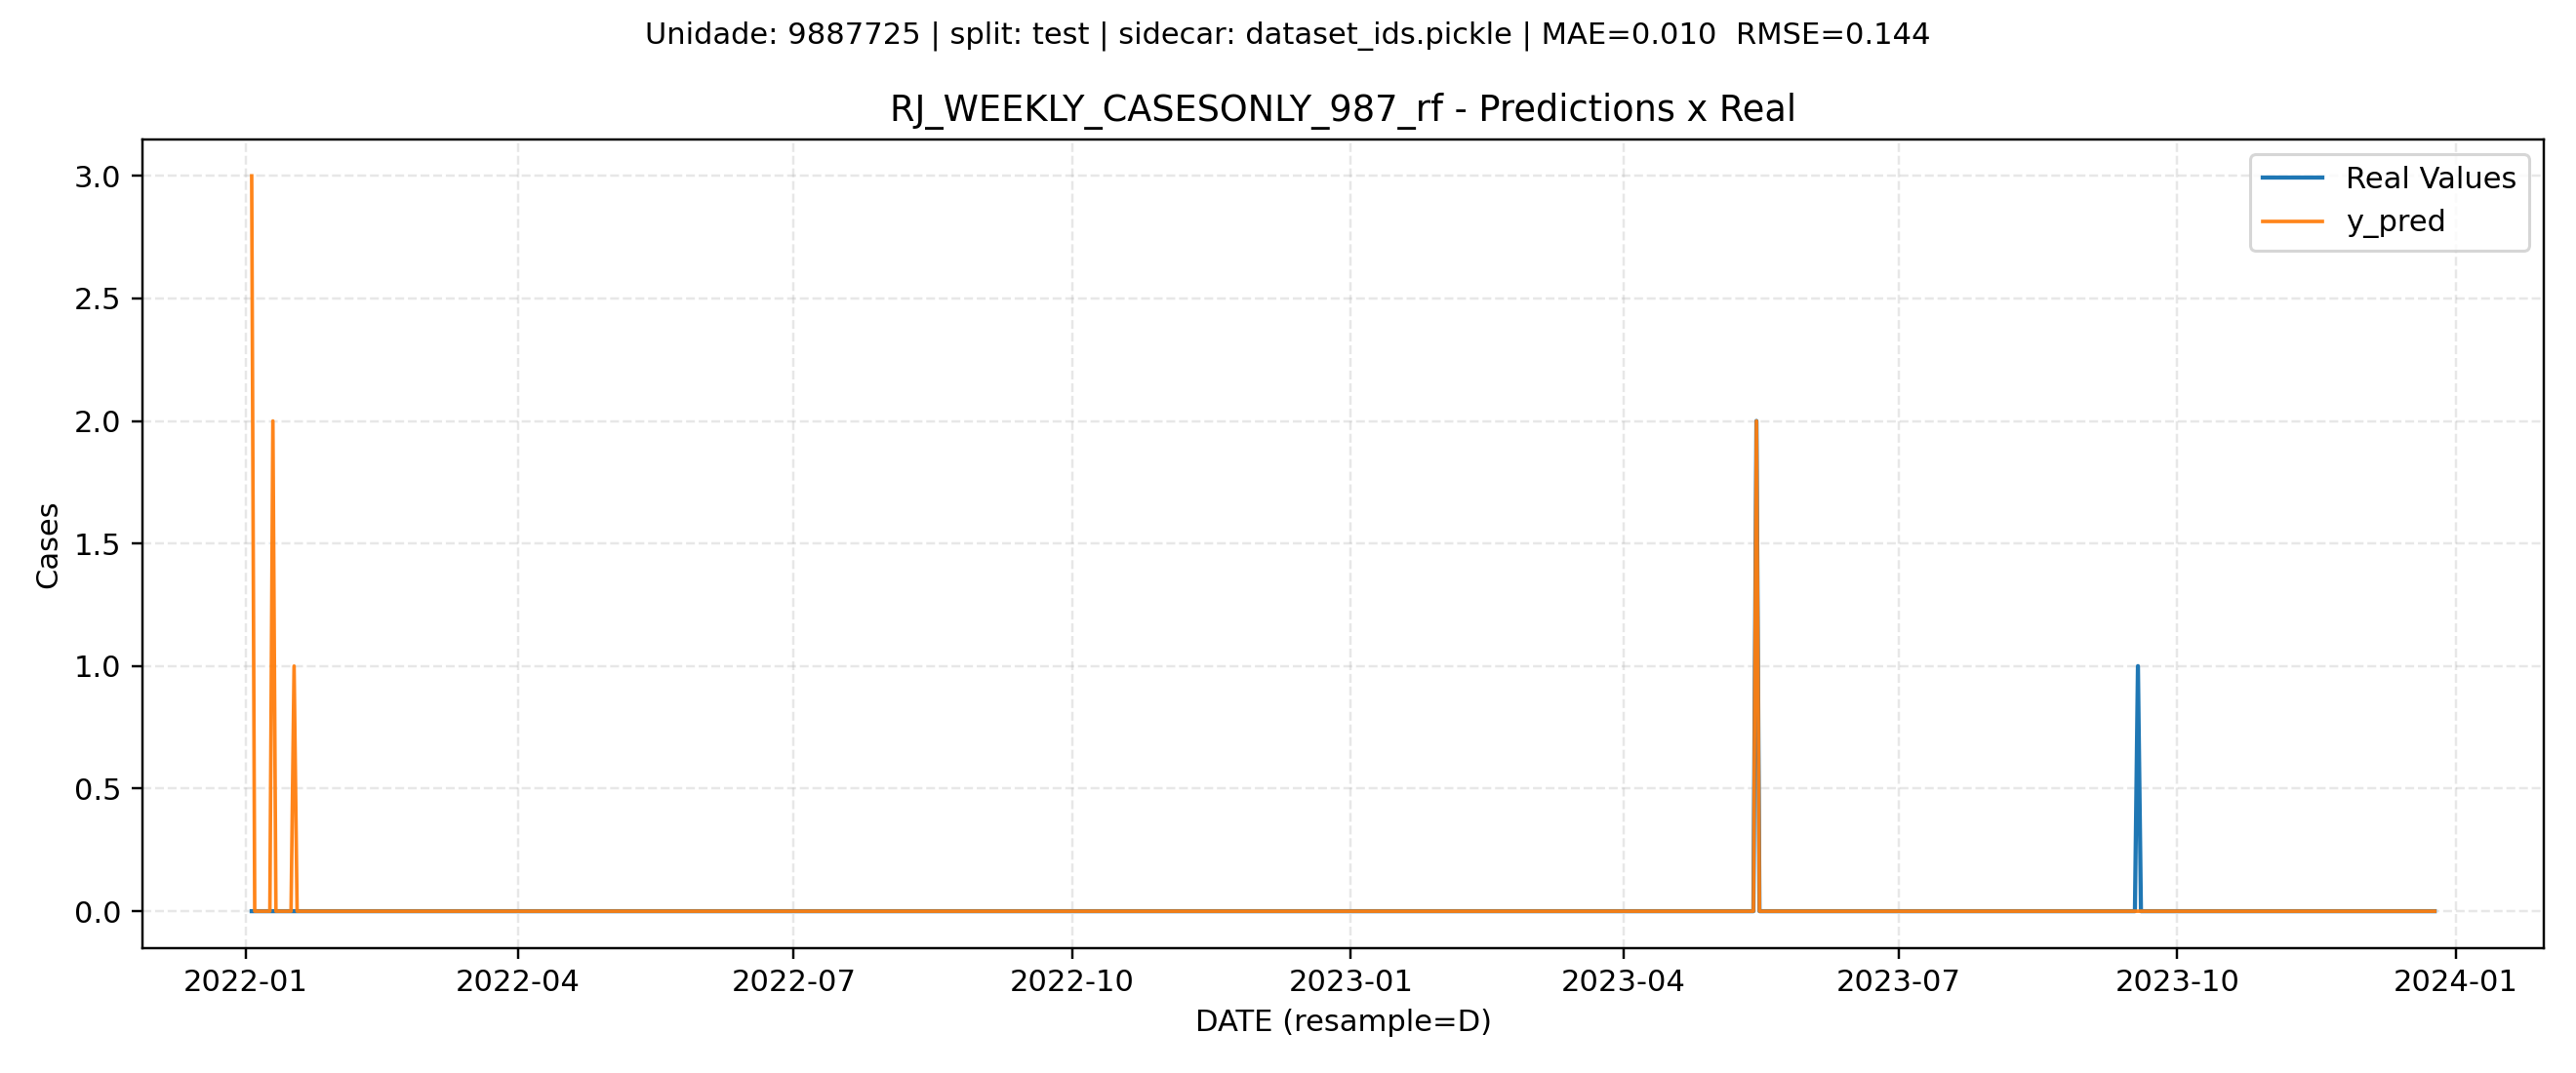 Unidade: 9887725 | split: test | sidecar: dataset_ids.pickle | MAE=0.010  RMSE=0.144
RJ_WEEKLY_CASESONLY_987_rf - Predictions x Real
Real Values
y_pred
Cases
3.0
2.5
2.0
1.5
1.0
0.5
0.0
2022-01 2022-04 2022-07 2022-10 2023-01 2023-04 2023-07 2023-10 2024-01
DATE (resample=D)